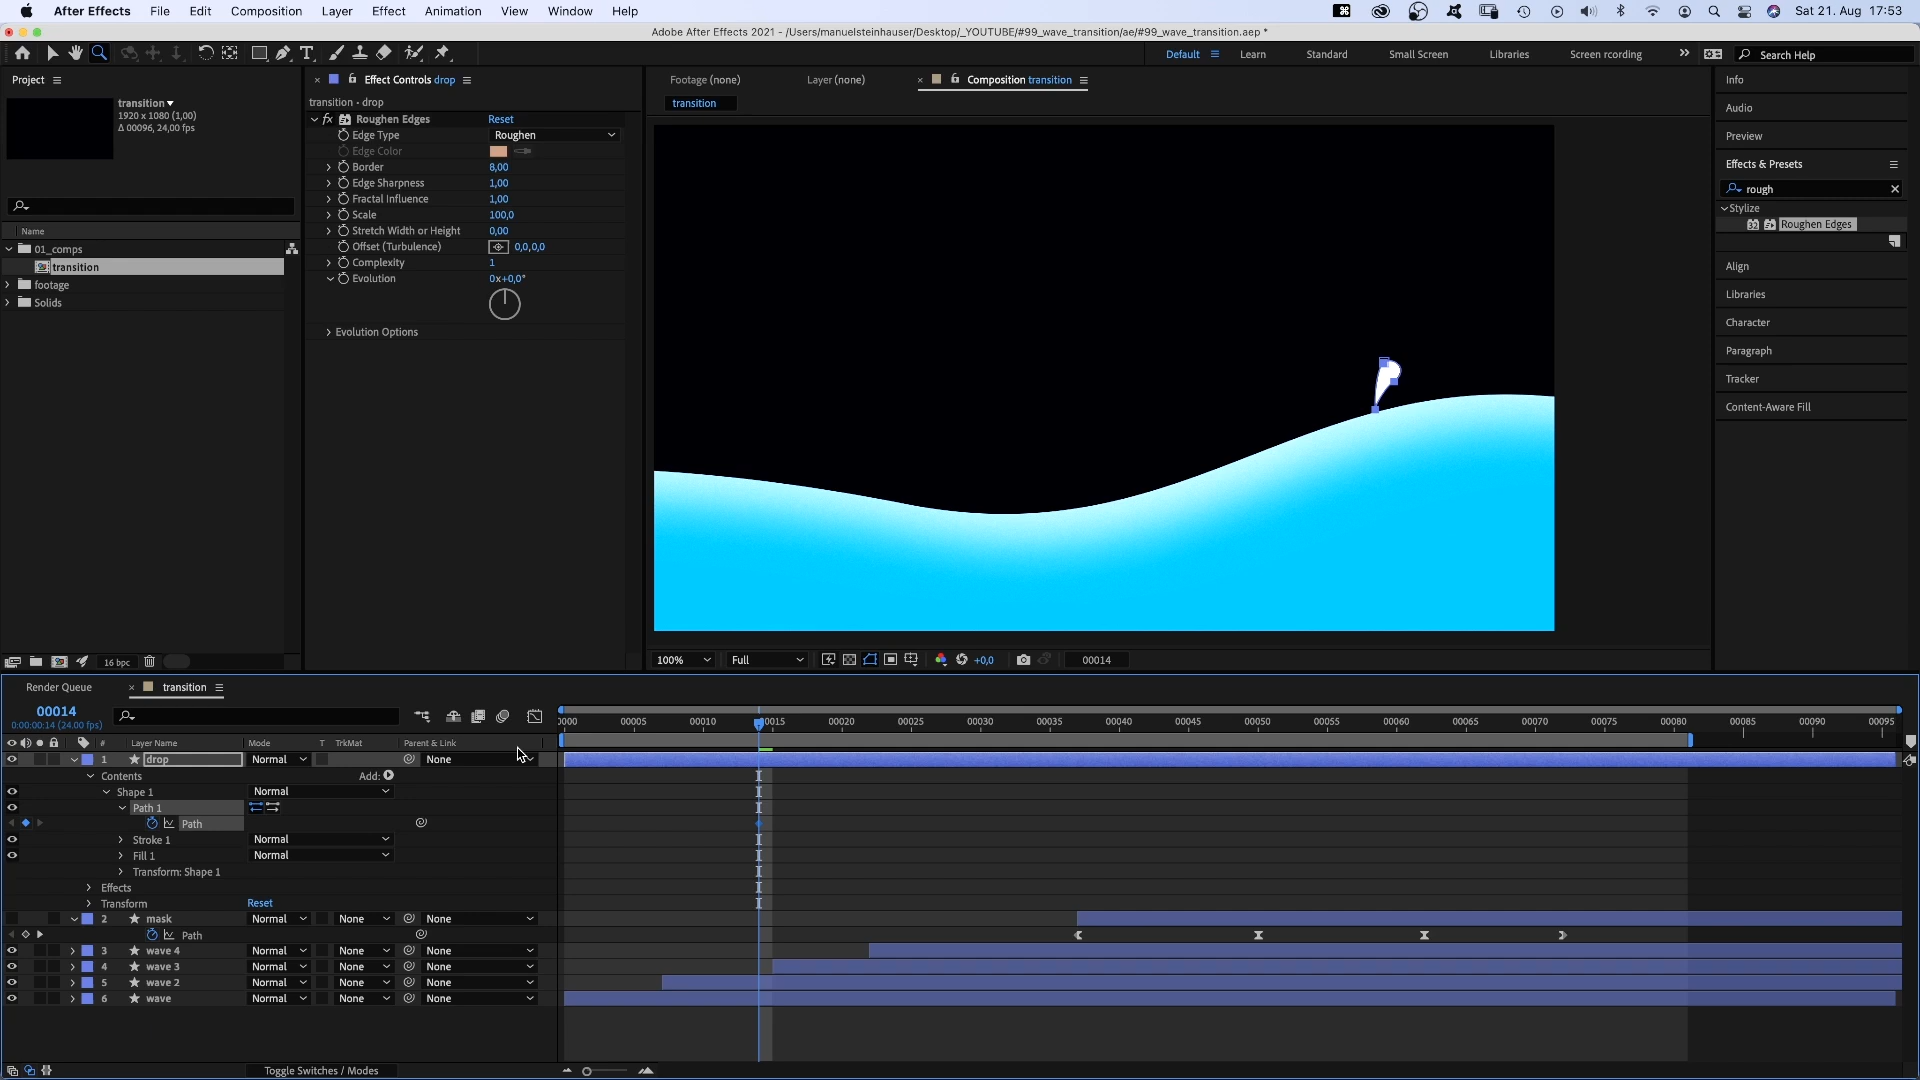 After Effects File Edit Composition Layer Effect Animation View Window Help Sat 21. Aug 17:53
Adobe After Effects 2021 - /Users/manuelsteinhauser/Desktop/_YOUTUBE/#99_wave_transition/ae/#99_wave_transition.aep *
Default Learn Standard Small Screen Libraries Screen rcording Search Help
Project
transition
1920 x 1080 (1,00)
Δ 00096, 24,00 fps
Name
01_comps
transition
footage
Solids
16 bpc
Effect Controls drop
transition • drop
fx Roughen Edges Reset
Edge Type Roughen
Edge Color
Border 8,00
Edge Sharpness 1,00
Fractal Influence 1,00
Scale 100,0
Stretch Width or Height 0,00
Offset (Turbulence) 0,0,0,0
Complexity 1
Evolution 0x+0,0°
Evolution Options
Footage (none) Layer (none) Composition transition
transition
100% Full +0,0 00014
Info
Audio
Preview
Effects & Presets
rough
Stylize
32 Roughen Edges
Align
Libraries
Character
Paragraph
Tracker
Content-Aware Fill
Render Queue transition
00014
0:00:00:14 (24.00 fps)
0000 00005 00010 00015 00020 00025 00030 00035 00040 00045 00050 00055 00060 00065 00070 00075 00080 00085 00090 00095
# Layer Name Mode T TrkMat Parent & Link
1 drop Normal None
Contents Add:
Shape 1 Normal
Path 1
Path
Stroke 1 Normal
Fill 1 Normal
Transform: Shape 1
Effects
Transform Reset
2 mask Normal None None
Path
3 wave 4 Normal None None
4 wave 3 Normal None None
5 wave 2 Normal None None
6 wave Normal None None
Toggle Switches / Modes